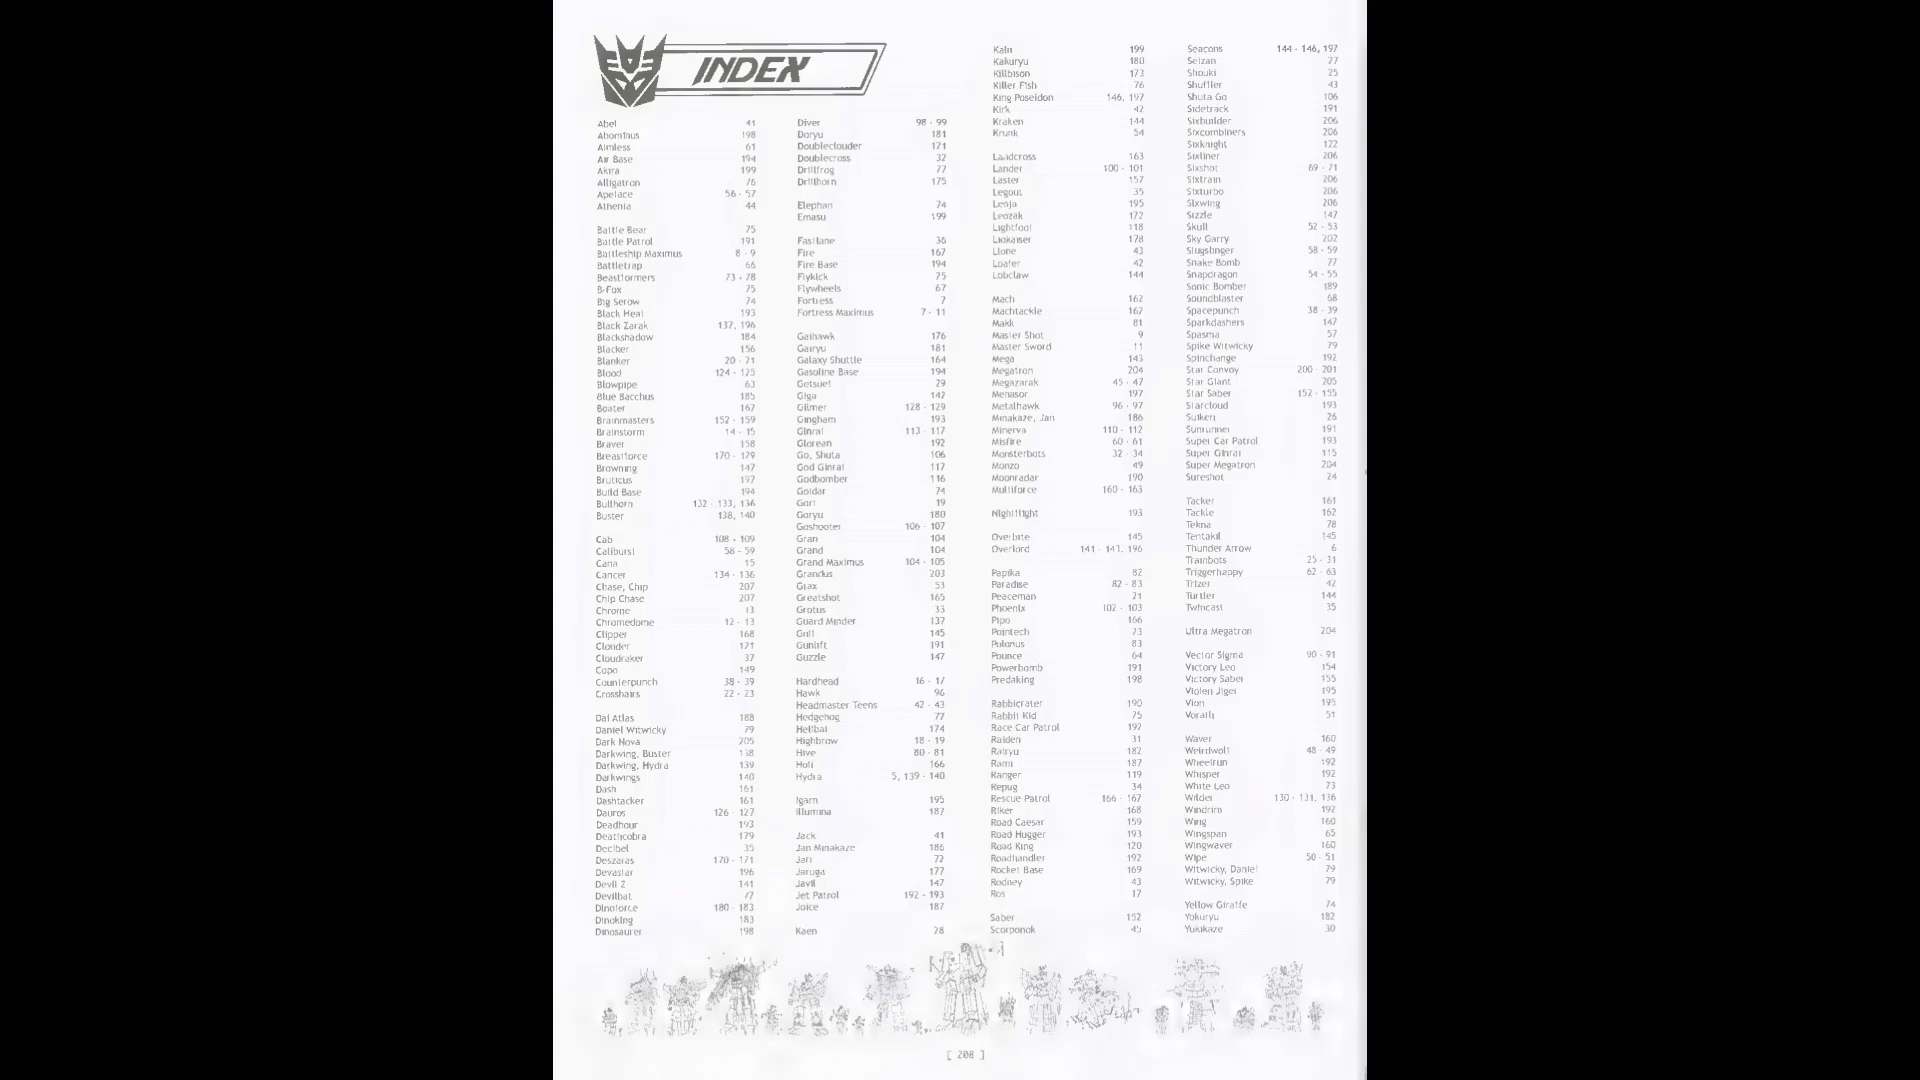 INDEX
Abel 41
Abominus 198
Aimless 61
Air Base 194
Akira 199
Alligatron 76
Apeface 56 - 57
Athenia 44
Battle Bear 75
Battle Patrol 191
Battleship Maximus 8 - 9
Battletrap 66
Beastformers 73 - 78
B-Fox 75
Big Serow 74
Black Heat 193
Black Zarak 137, 196
Blackshadow 184
Blacker 156
Blanker 20 - 21
Blood 124 - 125
Blowpipe 63
Blue Bacchus 185
Boater 167
Brainmasters 152 - 159
Brainstorm 14 - 15
Braver 158
Breastforce 170 - 179
Browning 147
Bruticus 197
Build Base 194
Bullhorn 132 - 133, 136
Buster 138, 140
Cab 108 - 109
Caliburst 58 - 59
Cana 15
Cancer 134 - 136
Chase, Chip 207
Chip Chase 207
Chrome 13
Chromedome 12 - 13
Clipper 168
Clouder 121
Cloudraker 37
Copo 149
Counterpunch 38 - 39
Crosshairs 22 - 23
Dai Atlas 188
Daniel Witwicky 79
Dark Nova 205
Darkwing, Buster 138
Darkwing, Hydra 139
Darkwings 140
Dash 161
Dashtacker 161
Dauros 126 - 127
Deadhour 193
Deathcobra 179
Decibel 35
Deszaras 170 - 171
Devastar 196
Devil Z 141
Devilbat 77
Dinoforce 180 - 183
Dinoking 183
Dinosaurer 198
Diver 98 - 99
Doryu 181
Doubleclouder 121
Doublecross 32
Drillfrog 77
Drillhorn 175
Elephan 74
Emasu 199
Fastlane 36
Fire 167
Fire Base 194
Flykick 75
Flywheels 67
Fortress 7
Fortress Maximus 7 - 11
Gaihawk 176
Gairyu 181
Galaxy Shuttle 164
Gasoline Base 194
Getsuei 29
Giga 142
Gilmer 128 - 129
Gingham 193
Ginrai 113 - 117
Glorean 192
Go, Shuta 106
God Ginrai 117
Godbomber 116
Goldar 74
Gort 19
Goryu 180
Goshooter 106 - 107
Gran 104
Grand 104
Grand Maximus 104 - 105
Grandus 203
Grax 53
Greatshot 165
Grotus 33
Guard Minder 137
Gulf 145
Gunlift 191
Guzzle 147
Hardhead 16 - 17
Hawk 96
Headmaster Teens 42 - 43
Hedgehog 77
Hellbat 174
Highbrow 18 - 19
Hive 80 - 81
Holi 166
Hydra 5, 139 - 140
Igarn 195
Illumina 187
Jack 41
Jan Minakaze 186
Jari 72
Jaruga 177
Javil 147
Jet Patrol 192 - 193
Joice 187
Kaen 28
Kain 199
Kakuryu 180
Killbison 173
Killer Fish 76
King Poseidon 146, 197
Kirk 42
Kraken 144
Krunk 54
Landcross 163
Lander 100 - 101
Laster 157
Legout 35
Lenja 195
Leozak 172
Lightfoot 118
Liokaiser 178
Llone 43
Loafer 42
Lobclaw 144
Mach 162
Machtackle 162
Makk 81
Master Shot 9
Master Sword 11
Mega 143
Megatron 204
Megazarak 45 - 47
Menasor 197
Metalhawk 96 - 97
Minakaze, Jan 186
Minerva 110 - 112
Misfire 60 - 61
Monsterbots 32 - 34
Monzo 49
Moonradar 190
Multiforce 160 - 163
Nightflight 193
Overbite 145
Overlord 141 - 143, 196
Papika 82
Paradise 82 - 83
Peaceman 21
Phoenix 102 - 103
Pipo 166
Pointech 23
Polonus 83
Pounce 64
Powerbomb 191
Predaking 198
Rabbicrater 190
Rabbit Kid 75
Race Car Patrol 192
Raiden 31
Rairyu 182
Rami 187
Ranger 119
Repug 34
Rescue Patrol 166 - 167
Riker 168
Road Caesar 159
Road Hugger 193
Road King 120
Roadhandler 192
Rocket Base 169
Rodney 43
Ros 17
Saber 152
Scorponok 45
Seacons 144 - 146, 197
Seizan 27
Shouki 25
Shuffler 43
Shuta Go 106
Sidetrack 191
Sixbuilder 206
Sixcombiners 206
Sixknight 122
Sixliner 206
Sixshot 69 - 71
Sixtrain 206
Sixturbo 206
Sixwing 206
Sizzle 147
Skull 52 - 53
Sky Garry 202
Slugslinger 58 - 59
Snake Bomb 77
Snapdragon 54 - 55
Sonic Bomber 189
Soundblaster 68
Spacepunch 38 - 39
Sparkdashers 147
Spasma 57
Spike Witwicky 79
Spinchange 192
Star Convoy 200 - 201
Star Giant 205
Star Saber 152 - 155
Starcloud 193
Suiken 26
Sunrunner 191
Super Car Patrol 193
Super Ginrai 115
Super Megatron 204
Sureshot 24
Tacker 161
Tackle 162
Tekna 78
Tentakil 145
Thunder Arrow 6
Trainbots 25 - 31
Triggerhappy 62 - 63
Trizer 42
Turtler 144
Twincast 35
Ultra Megatron 204
Vector Sigma 90 - 91
Victory Leo 154
Victory Saber 155
Violen Jiger 195
Vion 195
Vorath 51
Waver 160
Weirdwolf 48 - 49
Wheelrun 192
Whisper 192
White Leo 73
Wilder 130 - 131, 136
Windrim 192
Wing 160
Wingspan 65
Wingwaver 160
Wipe 50 - 51
Witwicky, Daniel 79
Witwicky, Spike 79
Yellow Giraffe 74
Yokuryu 182
Yukikaze 30
[ 208 ]